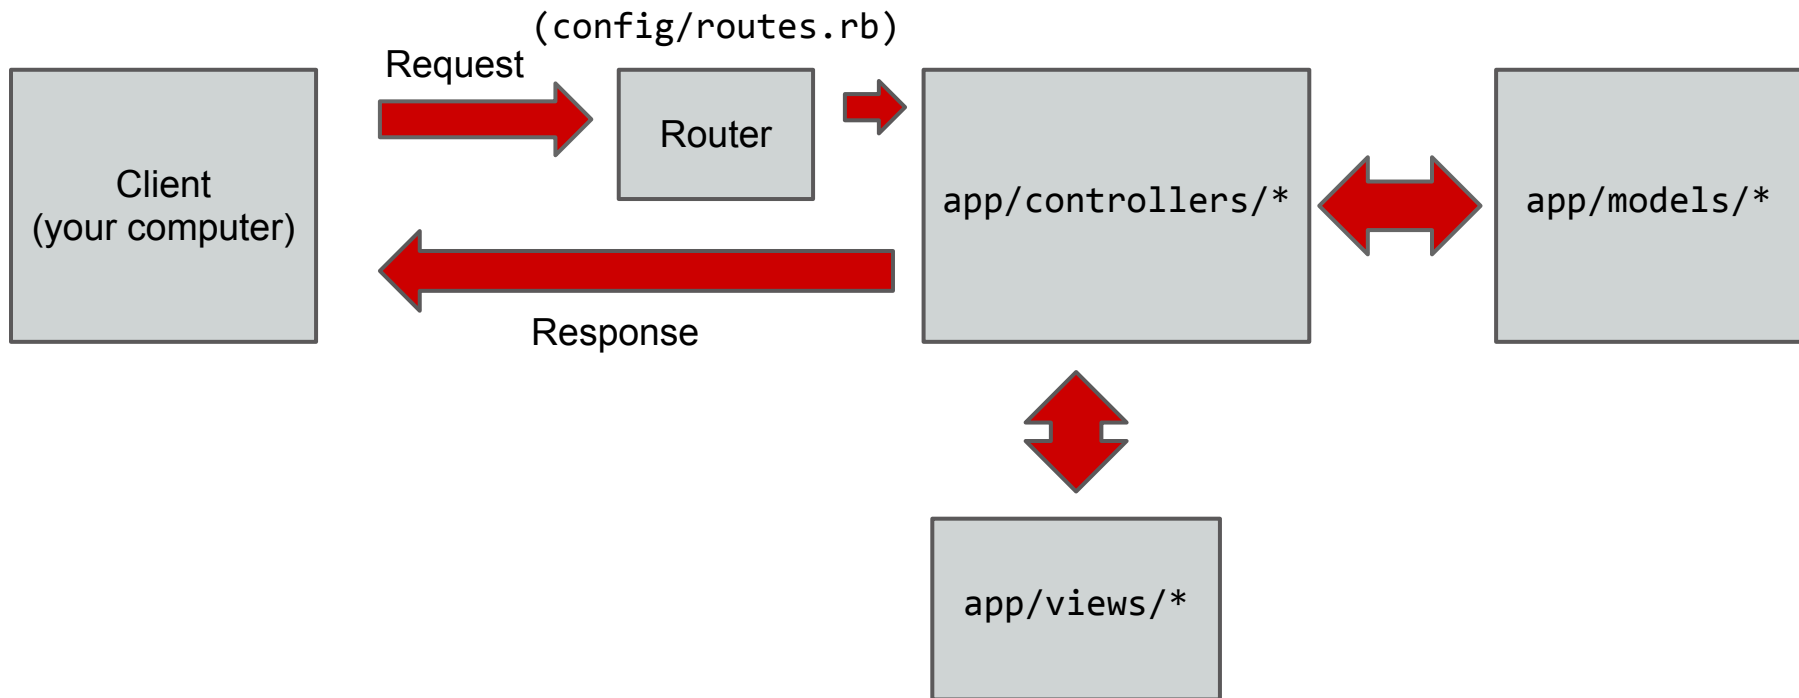 (config/routes.rb)
Request
Router
Client
(your computer)
app/controllers/*
app/models/*
Response
app/views/*